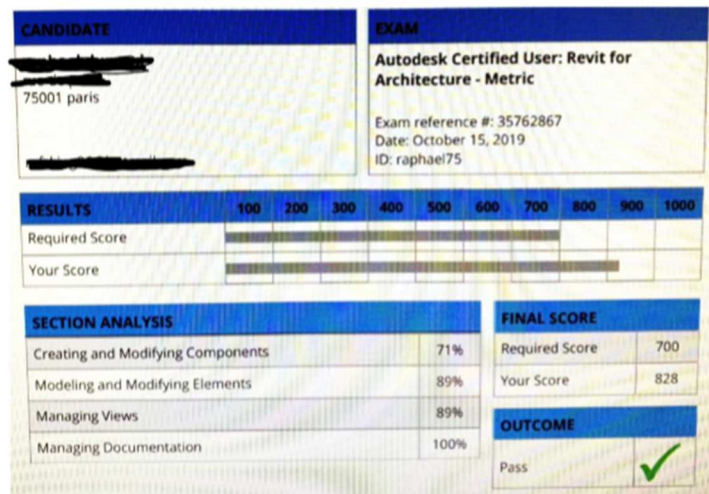 CANDIDATE
75001 paris
EXAM
Autodesk Certified User: Revit for
Architecture - Metric
Exam reference #: 35762867
Date: October 15, 2019
ID: raphael75
RESULTS 100 200 300 400 500 600 700 800 900 1000
Required Score
Your Score
SECTION ANALYSIS
Creating and Modifying Components 71%
Modeling and Modifying Elements 89%
Managing Views 89%
Managing Documentation 100%
FINAL SCORE
Required Score 700
Your Score 828
OUTCOME
Pass